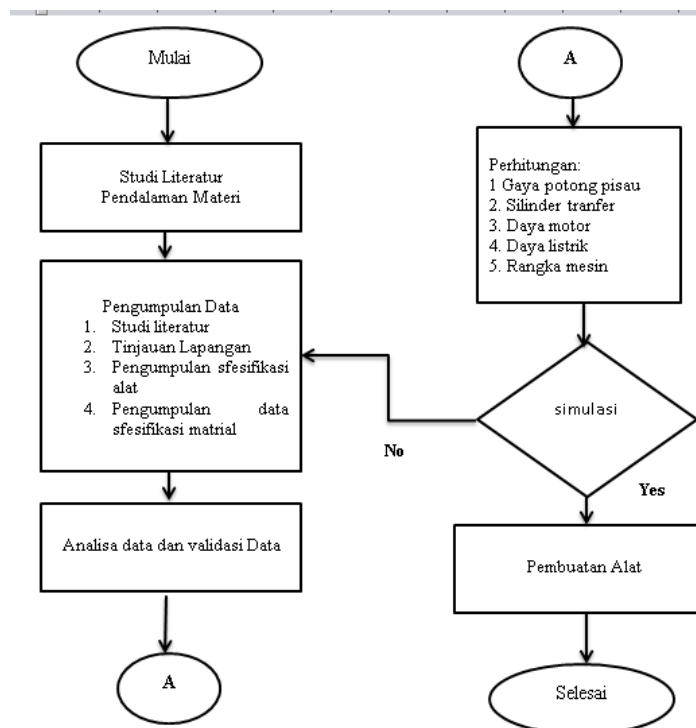 Mulai
Studi Literatur
Pendalaman Materi
Pengumpulan Data
1. Studi literatur
2. Tinjauan Lapangan
3. Pengumpulan sfesifikasi
alat
4. Pengumpulan data
sfesifikasi matrial
Analisa data dan validasi Data
A
A
Perhitungan:
1 Gaya potong pisau
2. Silinder tranfer
3. Daya motor
4. Daya listrik
5. Rangka mesin
simulasi
No
Yes
Pembuatan Alat
Selesai